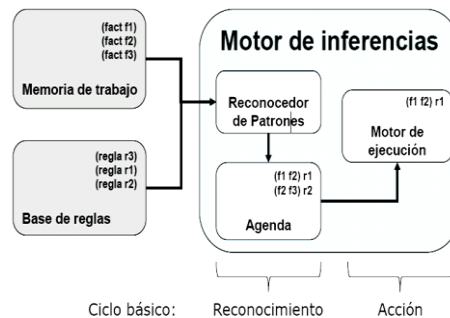 (fact f1)
(fact f2)
(fact f3)
Memoria de trabajo
(regla r3)
(regla r1)
(regla r2)
Base de reglas
Motor de inferencias
Reconocedor
de Patrones
(f1 f2) r1
(f2 f3) r2
Agenda
(f1 f2) r1
Motor de
ejecución
Ciclo básico: Reconocimiento Acción